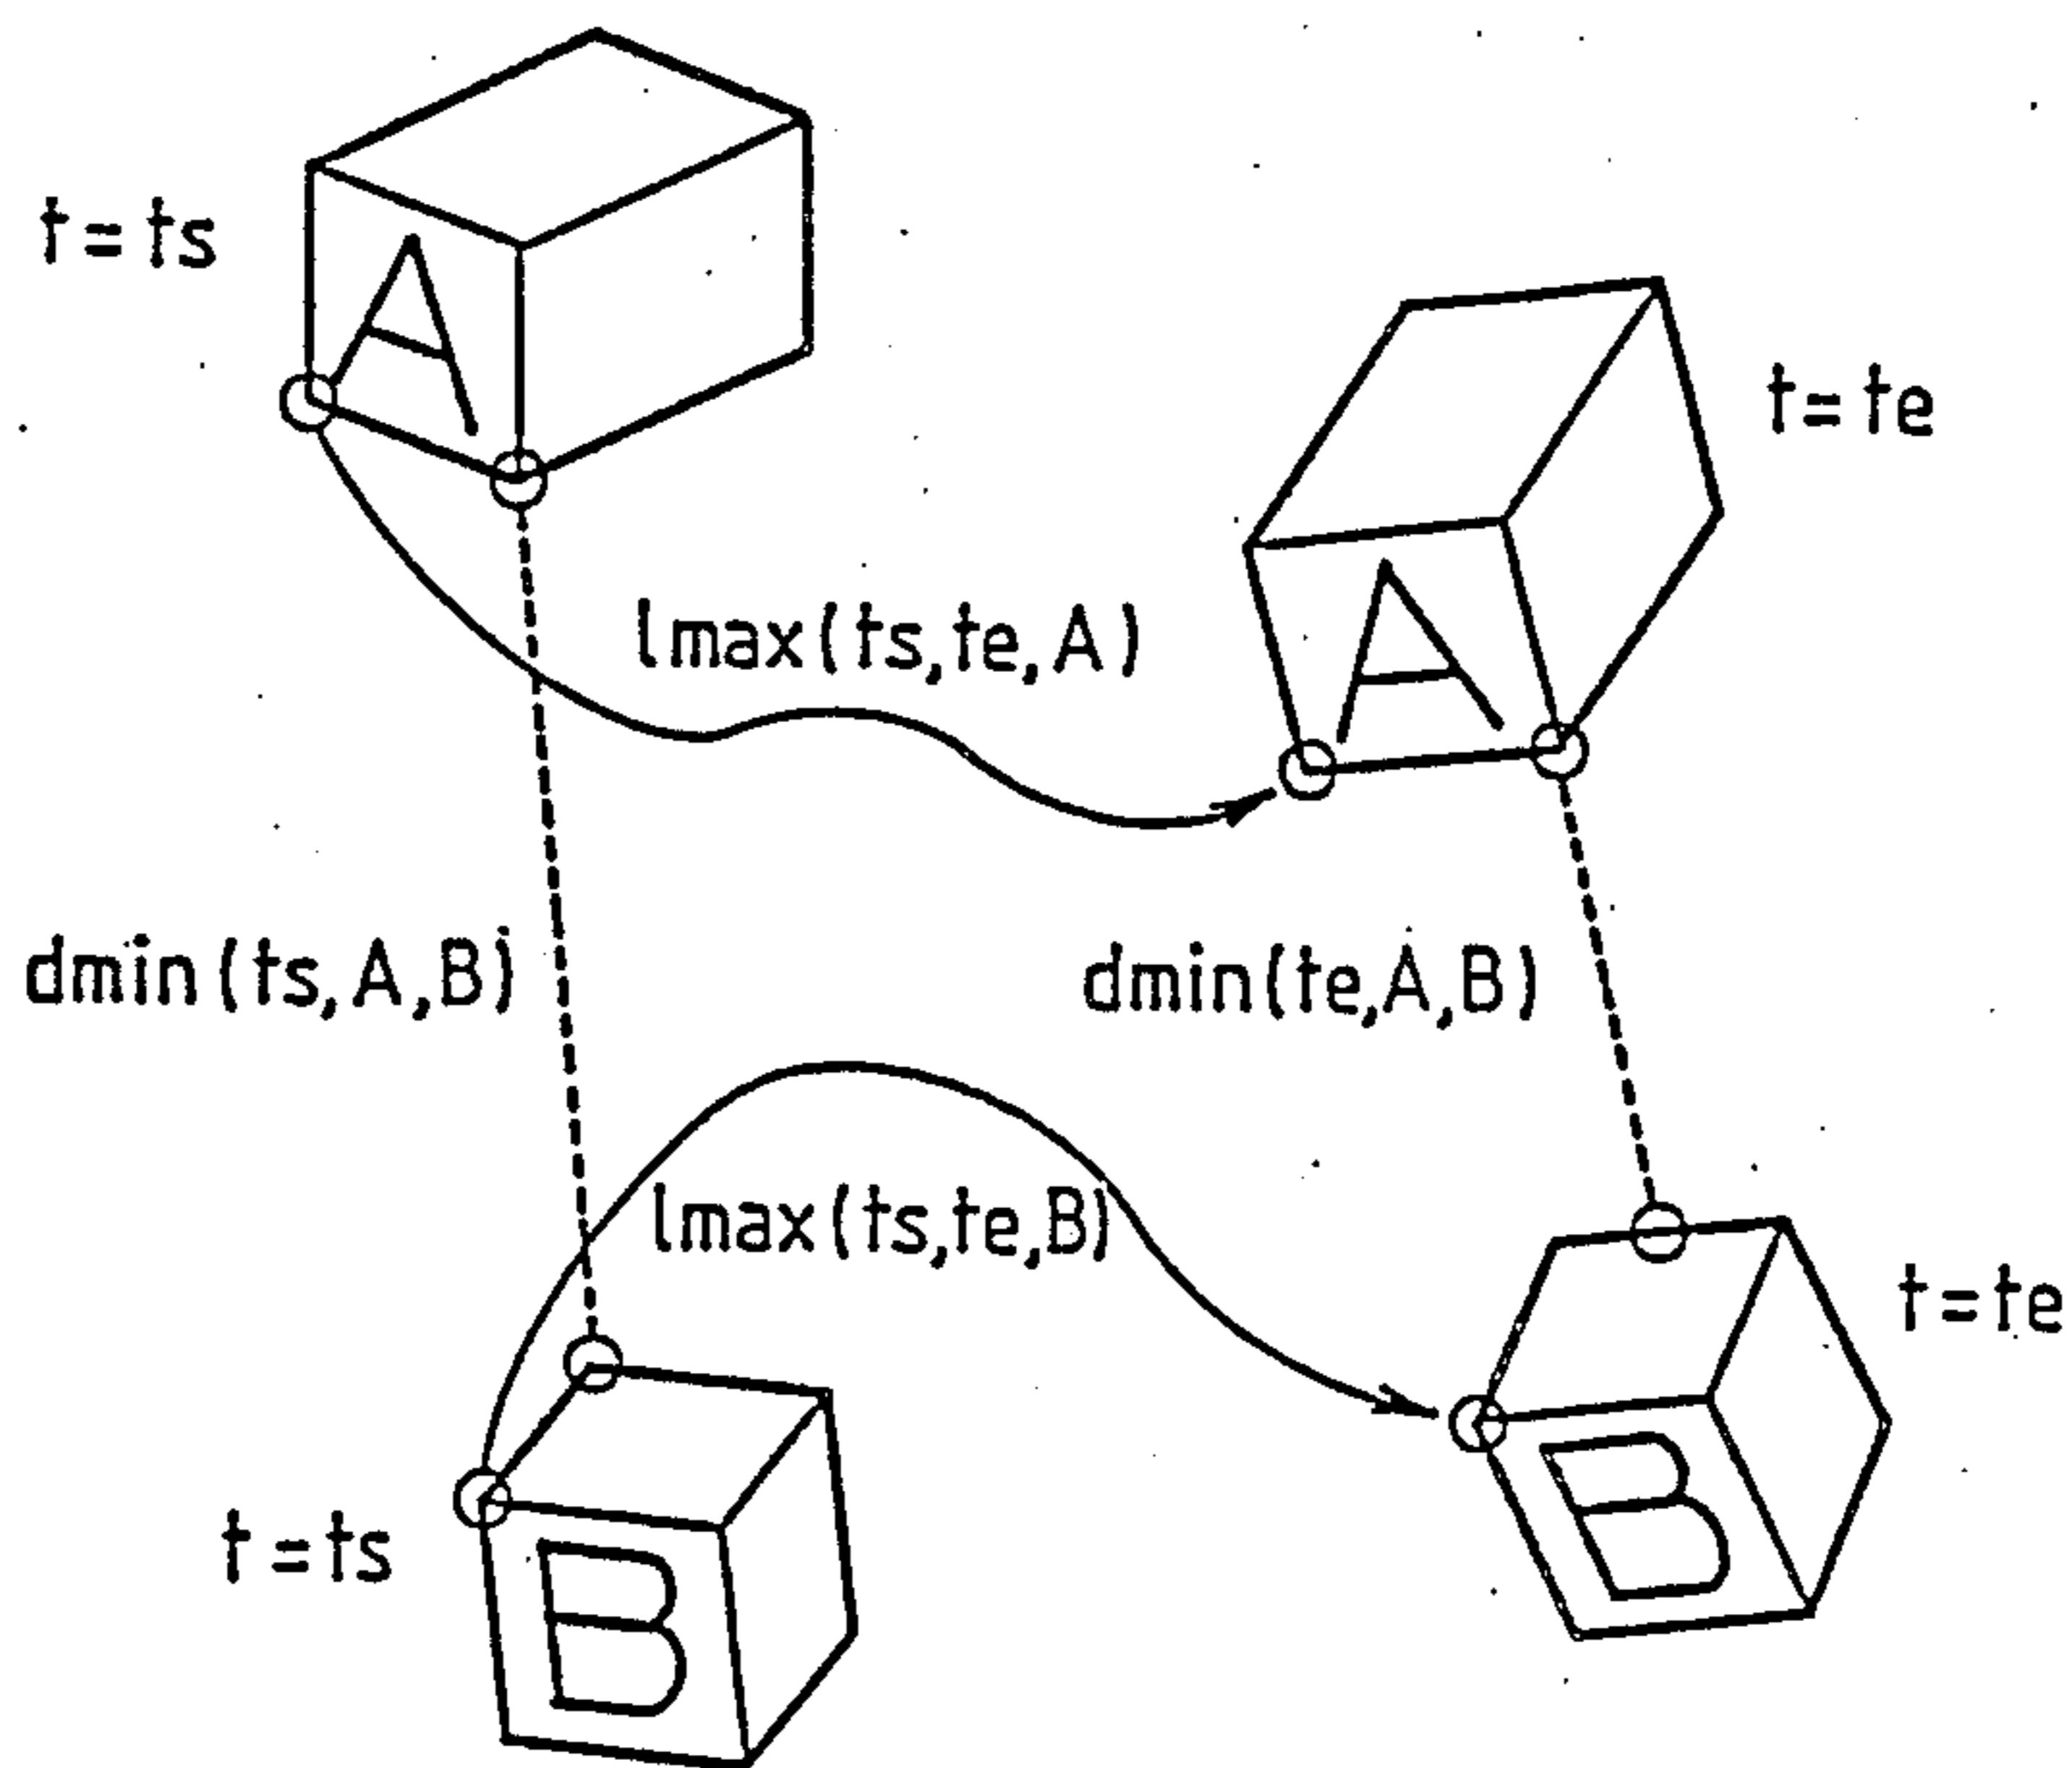 t=ts
A
t=te
lmax(ts,te,A)
A
dmin(ts,A,B)
dmin(te,A,B)
lmax(ts,te,B)
t=te
B
t=ts
B